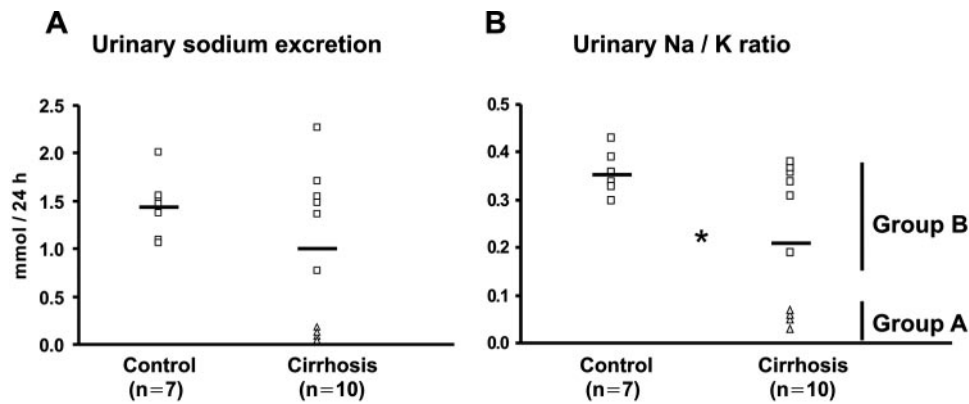 A
Urinary sodium excretion
mmol / 24 h
2.5
2.0
1.5
1.0
0.5
0.0
Control
(n=7)
Cirrhosis
(n=10)
B
Urinary Na / K ratio
0.5
0.4
0.3
0.2
0.1
0.0
*
Group B
Group A
Control
(n=7)
Cirrhosis
(n=10)